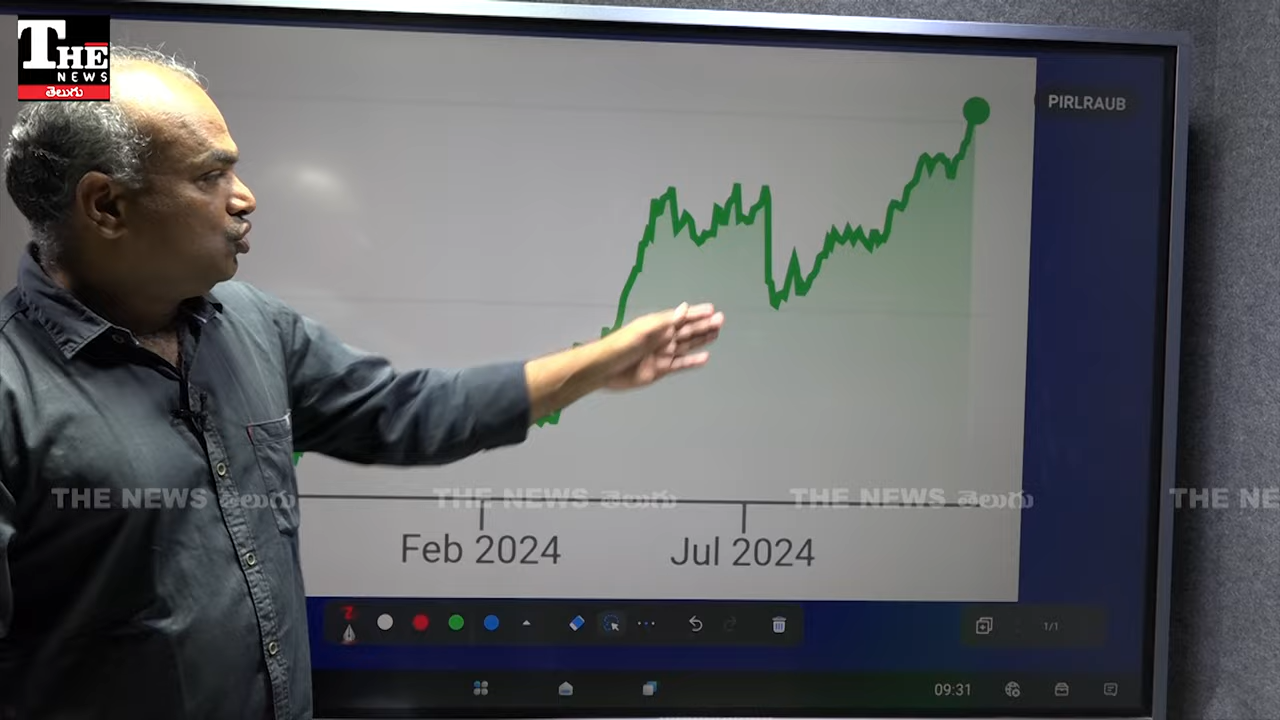 THE
NEWS
తెలుగు
PIRLRAUB
THE NEWS తెలుగు THE NEWS తెలుగు THE NEWS తెలుగు THE NE
Feb 2024 Jul 2024
1/1
09:31